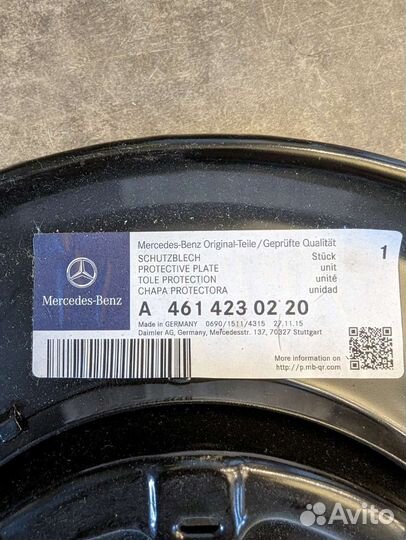 Mercedes-Benz Original-Teile/Geprüfte Qualität
SCHUTZBLECH Stück
PROTECTIVE PLATE unit
TOLE PROTECTION unité
CHAPA PROTECTORA unidad
1
Mercedes-Benz
A 461 423 02 20
Made in GERMANY 0690/1511/4315 27.11.15
Daimler AG, Germany, Mercedesstr. 137, 70327 Stuttgart
More information on
http://p.mb-qr.com/
Avito